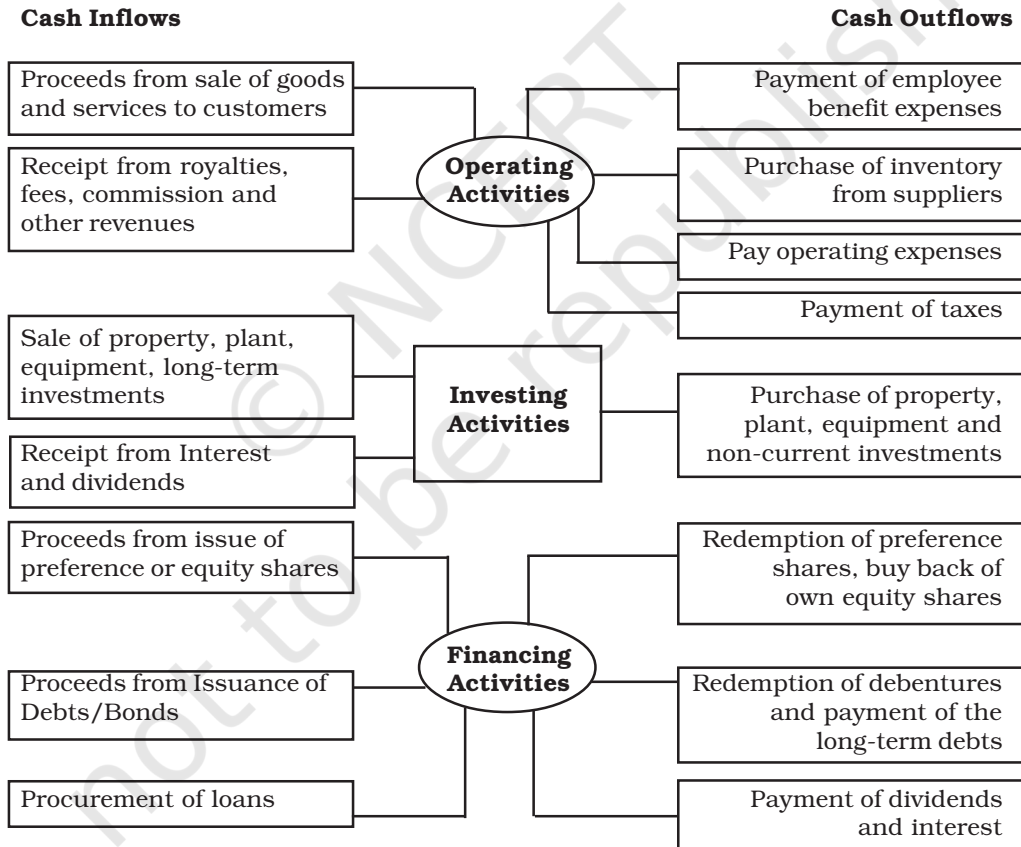 Cash Inflows
Cash Outflows
Proceeds from sale of goods
and services to customers
Receipt from royalties,
fees, commission and
other revenues
Operating
Activities
Payment of employee
benefit expenses
Purchase of inventory
from suppliers
Pay operating expenses
Payment of taxes
Sale of property, plant,
equipment, long-term
investments
Receipt from Interest
and dividends
Investing
Activities
Purchase of property,
plant, equipment and
non-current investments
Proceeds from issue of
preference or equity shares
Proceeds from Issuance of
Debts/Bonds
Procurement of loans
Financing
Activities
Redemption of preference
shares, buy back of
own equity shares
Redemption of debentures
and payment of the
long-term debts
Payment of dividends
and interest
© NCERT
not to be republish